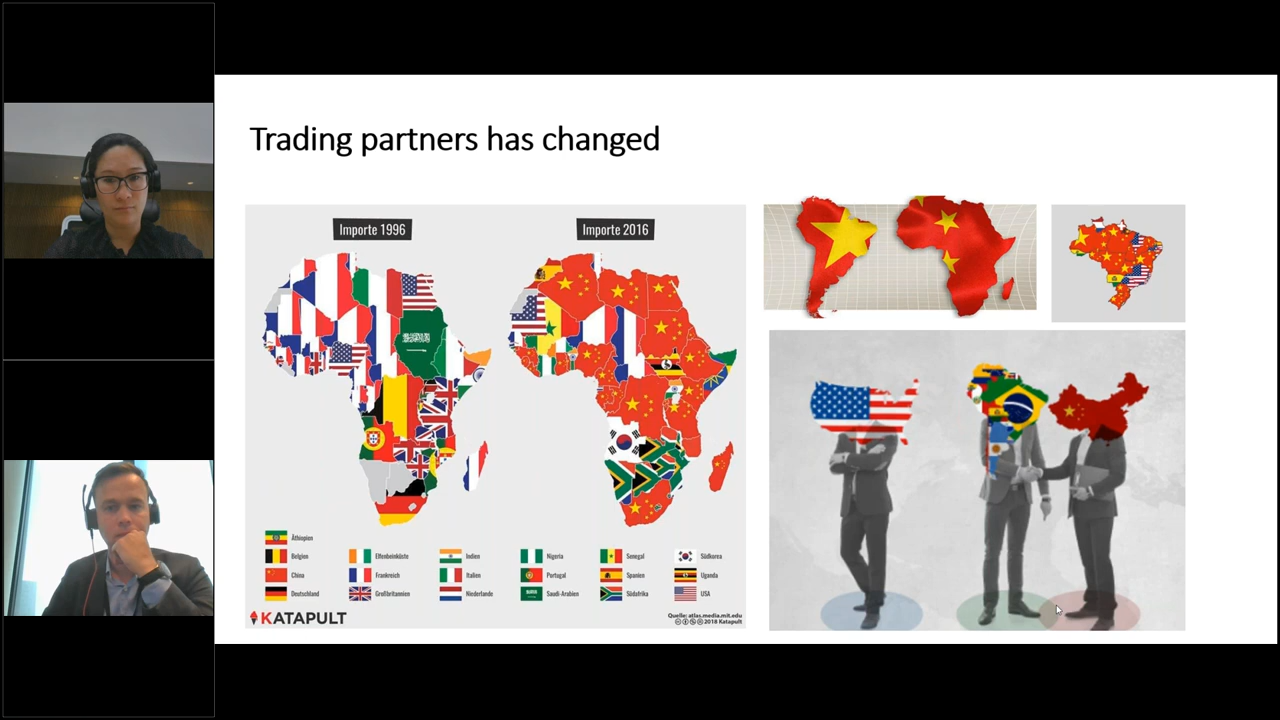 Trading partners has changed
Importe 1996
Importe 2016
Äthiopien
Belgien
Elfenbeinküste
Indien
Nigeria
Senegal
Südkorea
China
Frankreich
Italien
Portugal
Spanien
Uganda
Deutschland
Großbritannien
Niederlande
Saudi-Arabien
Südafrika
USA
KATAPULT
Quelle: atlas.media.mit.edu
2018 Katapult